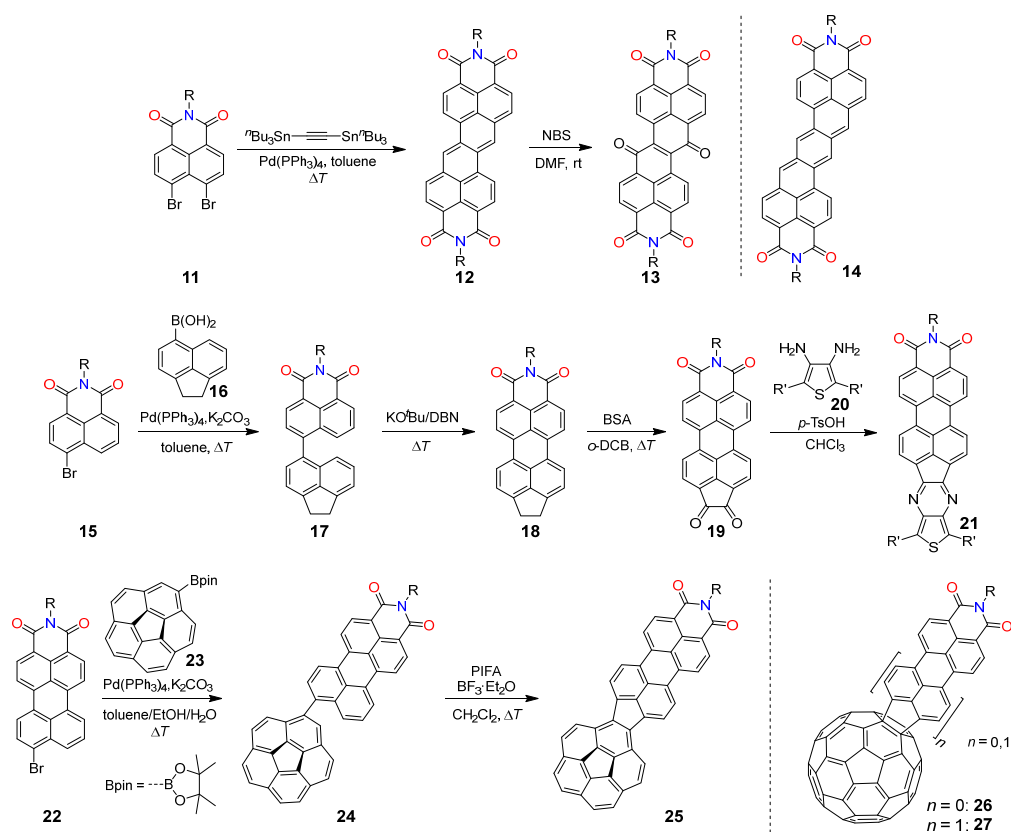 R
N
O
O
Br
Br
11
ⁿBu₃Sn
SnⁿBu₃
Pd(PPh₃)₄, toluene
ΔT
R
N
O
O
O
O
N
R
12
NBS
DMF, rt
R
N
O
O
O
O
O
O
N
R
13
R
N
O
O
O
O
N
R
14
R
N
O
O
Br
15
B(OH)₂
16
Pd(PPh₃)₄,K₂CO₃
toluene, ΔT
R
N
O
O
17
KOᵗBu/DBN
ΔT
R
N
O
O
18
BSA
o-DCB, ΔT
R
N
O
O
O
O
19
H₂N
NH₂
R'
S
R'
20
p-TsOH
CHCl₃
R
N
O
O
N
N
R'
S
R'
21
R
N
O
O
Br
22
Bpin
23
Pd(PPh₃)₄,K₂CO₃
toluene/EtOH/H₂O
ΔT
Bpin =
B
O
O
O
N
R
O
24
PIFA
BF₃·Et₂O
CH₂Cl₂, ΔT
O
N
R
O
25
O
N
R
O
n
n = 0,1
n = 0: 26
n = 1: 27